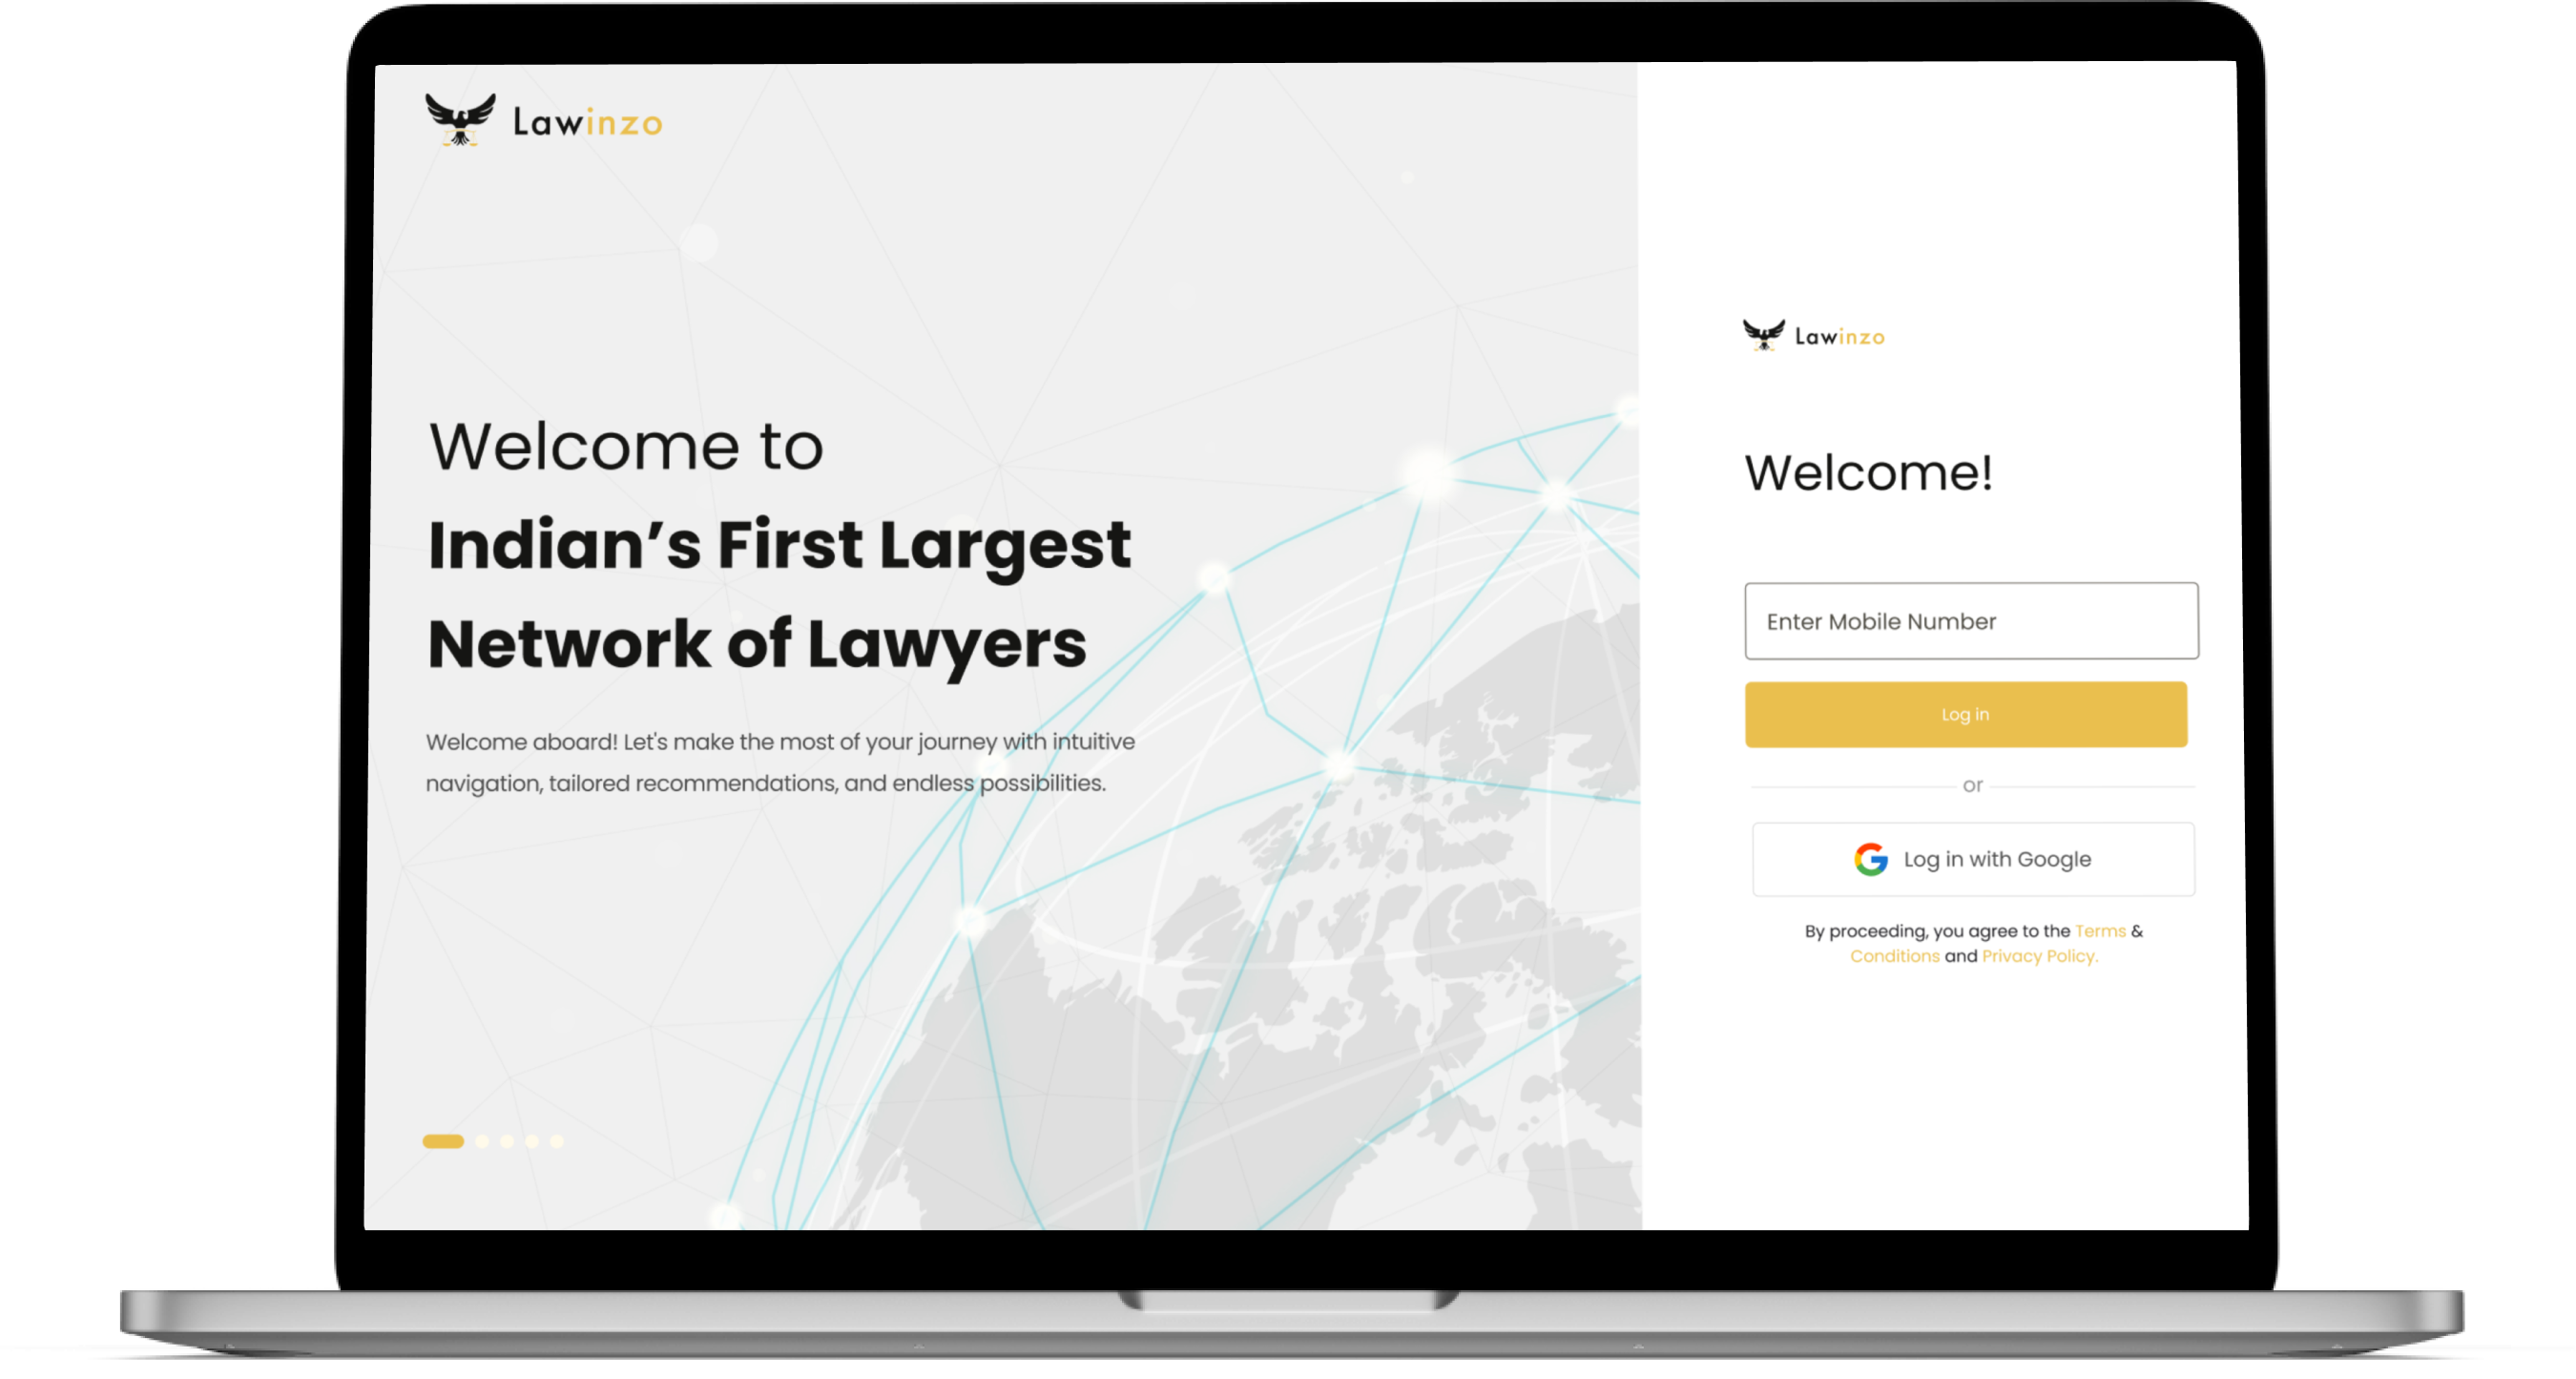 Lawinzo
Welcome to
Indian’s First Largest
Network of Lawyers
Welcome aboard! Let's make the most of your journey with intuitive
navigation, tailored recommendations, and endless possibilities.
Lawinzo
Welcome!
Enter Mobile Number
Log in
or
Log in with Google
By proceeding, you agree to the Terms &
Conditions and Privacy Policy.